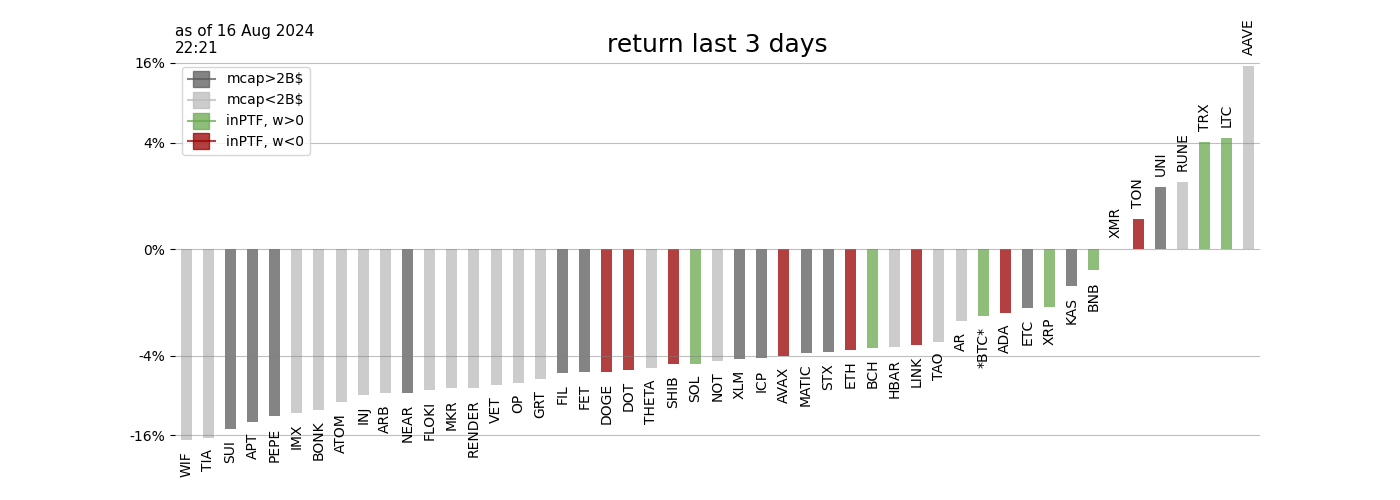 as of 16 Aug 2024
22:21
return last 3 days
16%
4%
0%
-4%
-16%
mcap>2B$
mcap<2B$
inPTF, w>0
inPTF, w<0
WIF
TIA
SUI
APT
PEPE
IMX
BONK
ATOM
INJ
ARB
NEAR
FLOKI
MKR
RENDER
VET
OP
GRT
FIL
FET
DOGE
DOT
THETA
SHIB
SOL
NOT
XLM
ICP
AVAX
MATIC
STX
ETH
BCH
HBAR
LINK
TAO
AR
*BTC*
ADA
ETC
XRP
KAS
BNB
XMR
TON
UNI
RUNE
TRX
LTC
AAVE